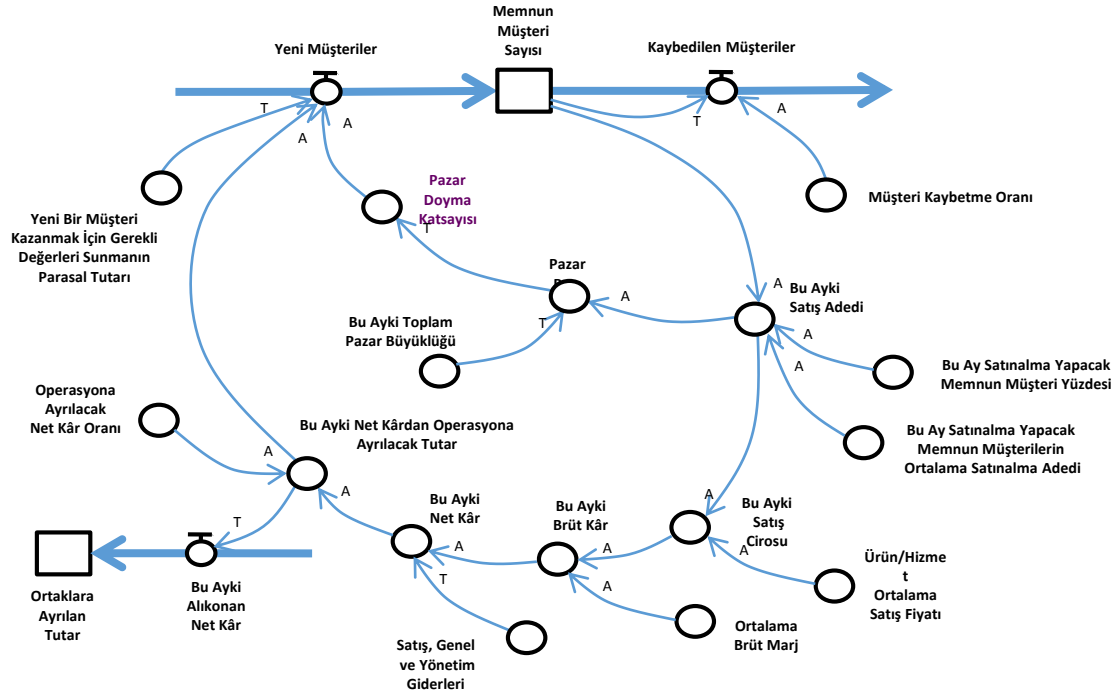 Memnun
Müşteri
Sayısı
Yeni Müşteriler
Kaybedilen Müşteriler
T
A
A
T
A
Yeni Bir Müşteri
Kazanmak İçin Gerekli
Değerleri Sunmanın
Parasal Tutarı
Pazar
Doyma
Katsayısı
T
Müşteri Kaybetme Oranı
Pazar
A
A
T
Bu Ayki
Satış Adedi
Bu Ayki Toplam
Pazar Büyüklüğü
A
A
Bu Ay Satınalma Yapacak
Memnun Müşteri Yüzdesi
Bu Ay Satınalma Yapacak
Memnun Müşterilerin
Ortalama Satınalma Adedi
Operasyona
Ayrılacak
Net Kâr Oranı
Bu Ayki Net Kârdan Operasyona
Ayrılacak Tutar
A
A
T
Bu Ayki
Net Kâr
A
T
Bu Ayki
Brüt Kâr
A
A
A
A
Bu Ayki
Satış
Cirosu
Ürün/Hizme
t
Ortalama
Satış Fiyatı
Ortaklara
Ayrılan
Tutar
Bu Ayki
Alıkonan
Net Kâr
Satış, Genel
ve Yönetim
Giderleri
Ortalama
Brüt Marj